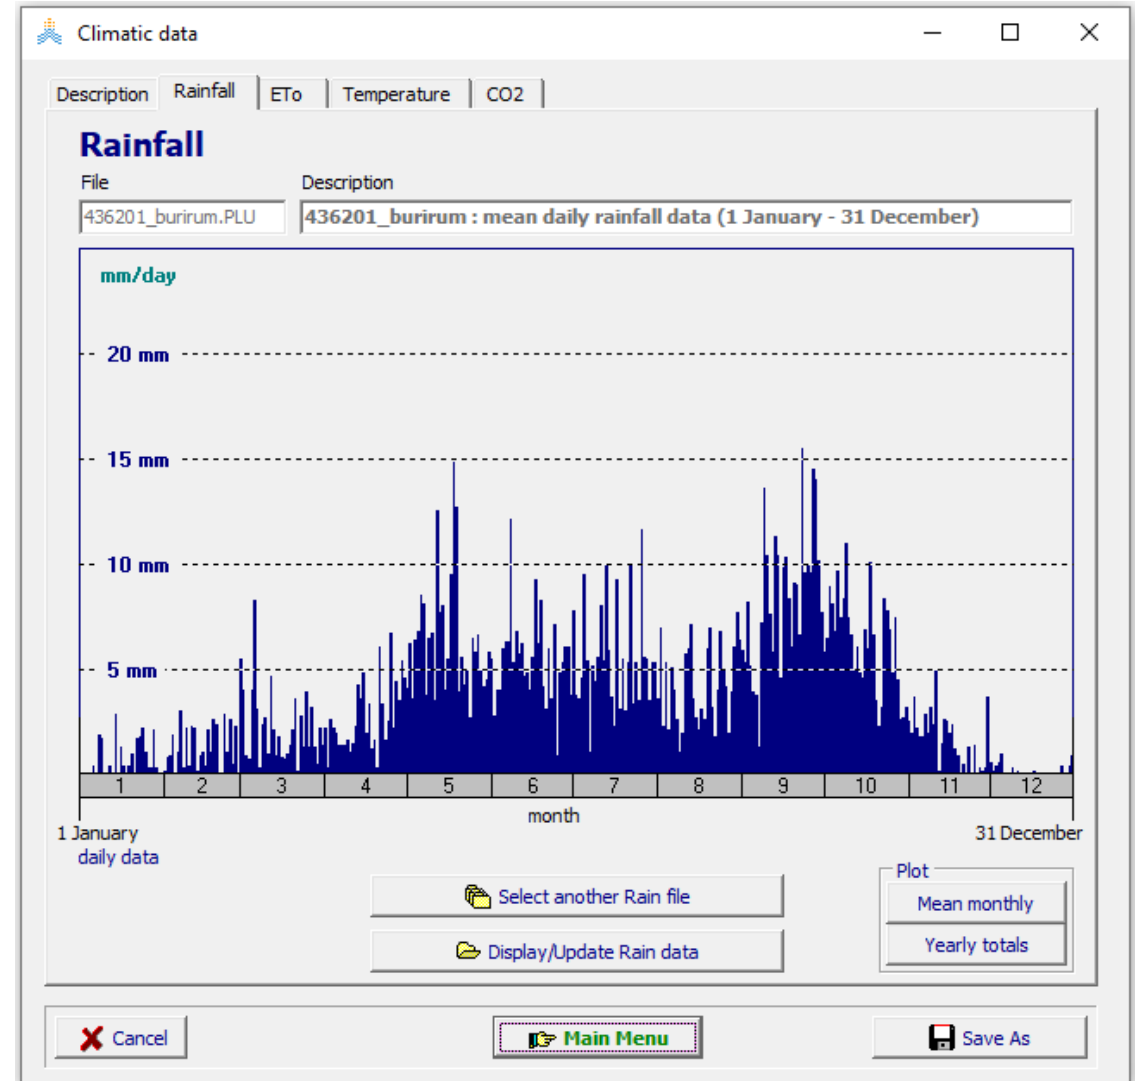 Climatic data
Description Rainfall ETo Temperature CO2
Rainfall
File Description
436201_burirum.PLU 436201_burirum : mean daily rainfall data (1 January - 31 December)
mm/day
20 mm
15 mm
10 mm
5 mm
1 2 3 4 5 6 7 8 9 10 11 12
month
1 January 31 December
daily data
Plot
Select another Rain file Mean monthly
Display/Update Rain data Yearly totals
Cancel Main Menu Save As